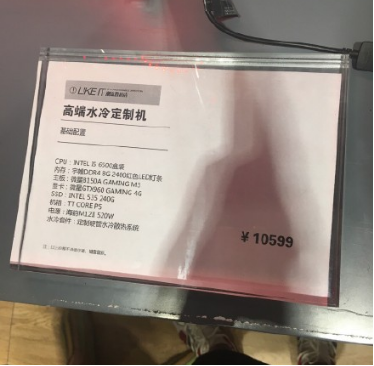 LIKE IT
高端水冷定制机
基础配置
CPU: INTEL I5 6500盒装
内存: 宇瞻DDR4 8G 2400红色LED灯条
主板: 微星B150A GAMING M3
显卡: 微星GTX960 GAMING 4G
SSD: INTEL 535 240G
机箱: TT CORE P5
电源: 海韵M12II 520W
水冷套件: 定制硬管水冷散热系统
¥ 10599